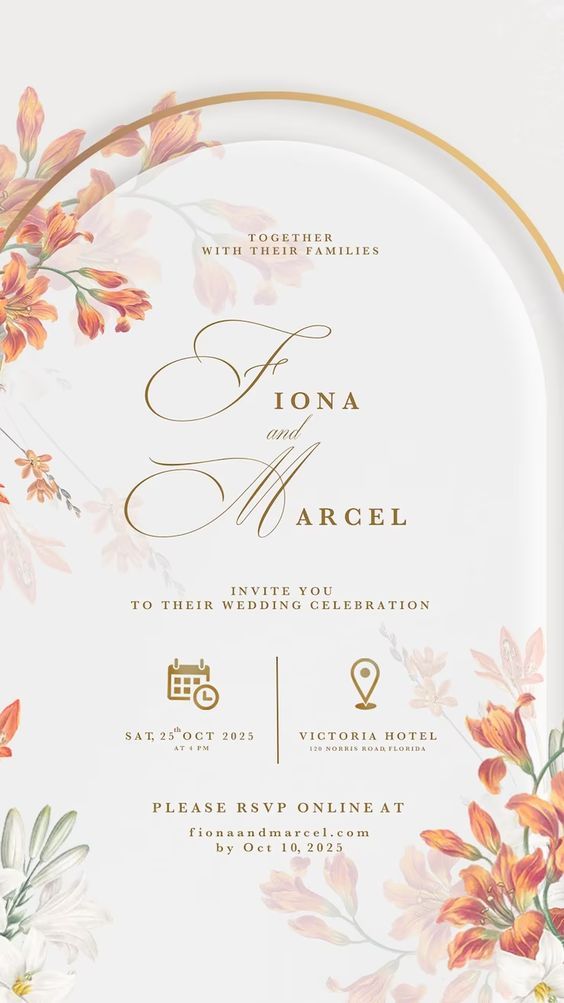 TOGETHER
WITH THEIR FAMILIES
FIONA
and
MARCEL
INVITE YOU
TO THEIR WEDDING CELEBRATION
SAT, 25th OCT 2025
AT 4 PM
VICTORIA HOTEL
120 NORRIS ROAD, FLORIDA
PLEASE RSVP ONLINE AT
fionaandmarcel.com
by Oct 10, 2025